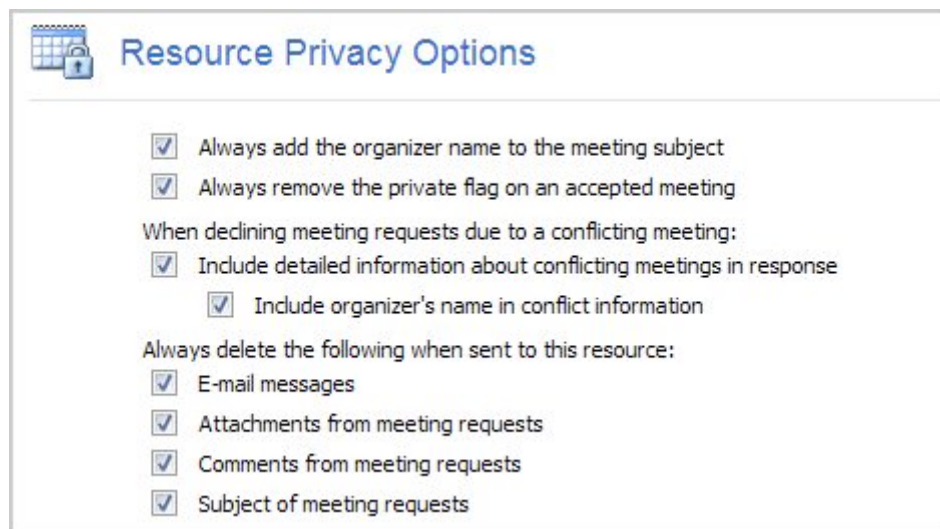 Resource Privacy Options
Always add the organizer name to the meeting subject
Always remove the private flag on an accepted meeting
When declining meeting requests due to a conflicting meeting:
Include detailed information about conflicting meetings in response
Include organizer's name in conflict information
Always delete the following when sent to this resource:
E-mail messages
Attachments from meeting requests
Comments from meeting requests
Subject of meeting requests